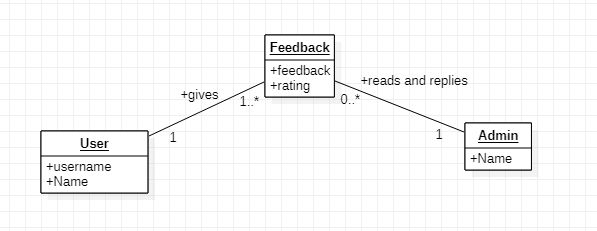 Feedback
+feedback
+rating
+gives
1..*
+reads and replies
0..*
User
+username
+Name
1
1
Admin
+Name